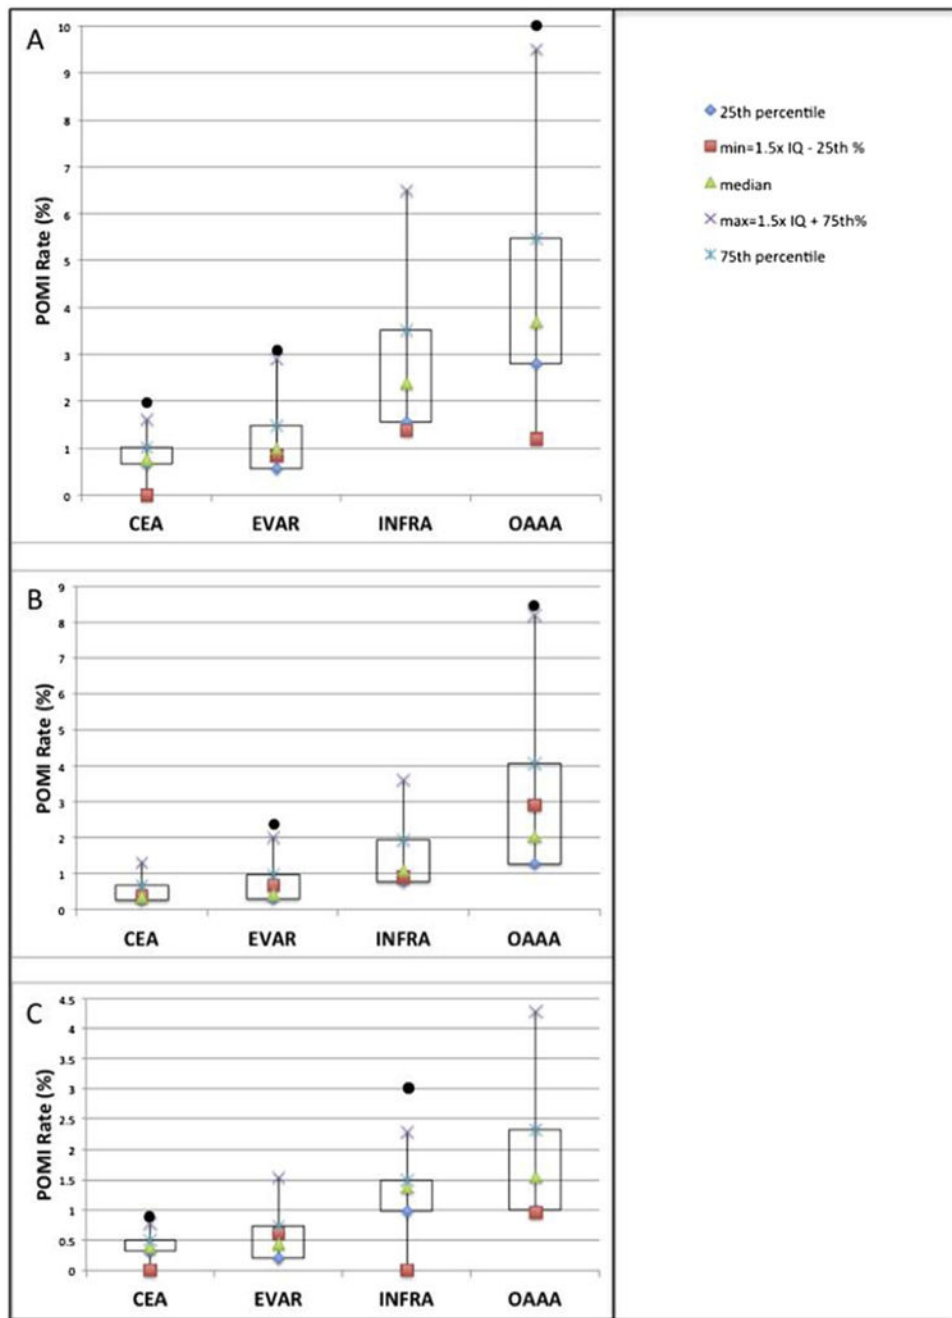 A
POMI Rate (%)
10
9
8
7
6
5
4
3
2
1
0
CEA EVAR INFRA OAAA
25th percentile
min=1.5x IQ - 25th %
median
max=1.5x IQ + 75th%
75th percentile
B
POMI Rate (%)
9
8
7
6
5
4
3
2
1
0
CEA EVAR INFRA OAAA
C
POMI Rate (%)
4.5
4
3.5
3
2.5
2
1.5
1
0.5
0
CEA EVAR INFRA OAAA